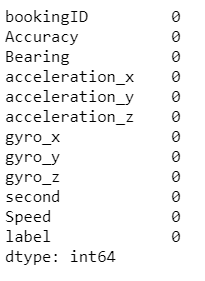 bookingID 0
Accuracy 0
Bearing 0
acceleration_x 0
acceleration_y 0
acceleration_z 0
gyro_x 0
gyro_y 0
gyro_z 0
second 0
Speed 0
label 0
dtype: int64